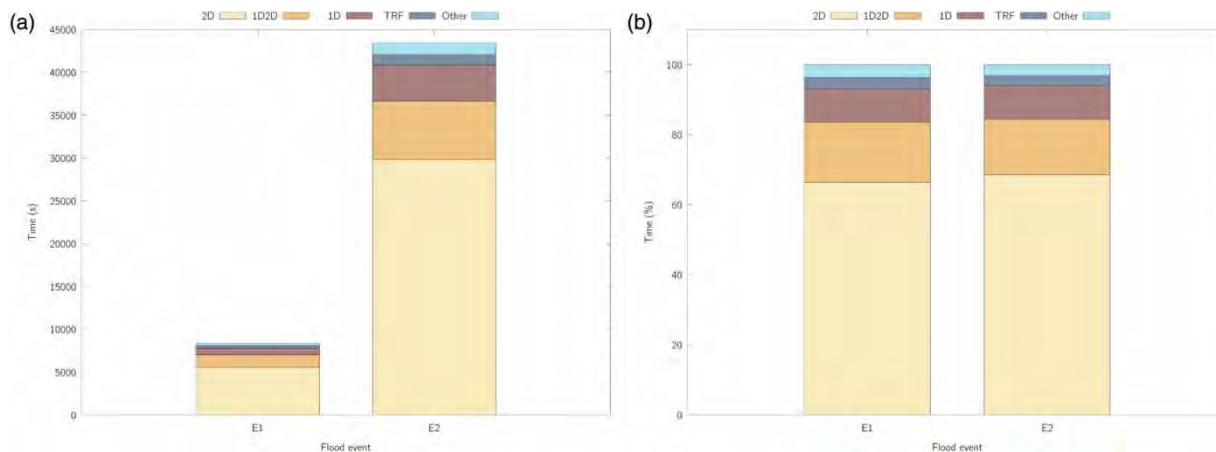 (a)
2D 1D2D 1D TRF Other
45000
40000
35000
30000
25000
20000
15000
10000
5000
0
Time (s)
E1 E2
Flood event
(b)
2D 1D2D 1D TRF Other
100
80
60
40
20
0
Time (%)
E1 E2
Flood event